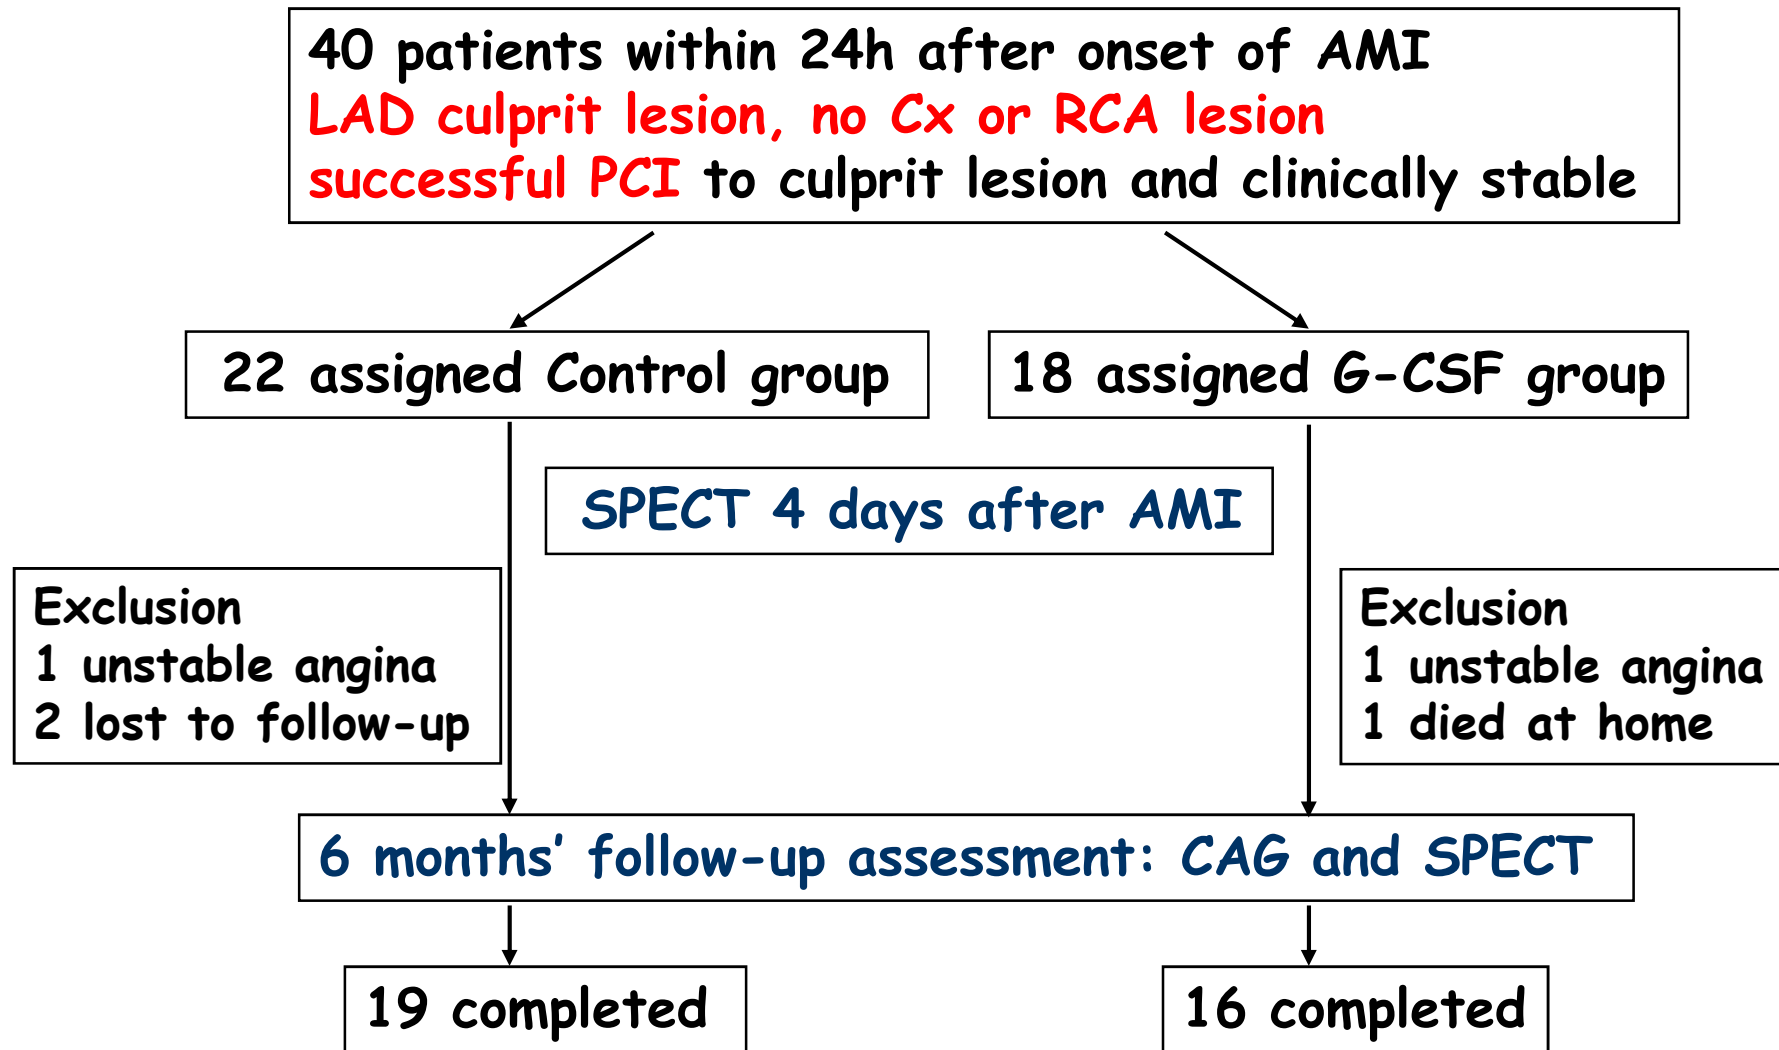 40 patients within 24h after onset of AMI
LAD culprit lesion, no Cx or RCA lesion
successful PCI to culprit lesion and clinically stable
22 assigned Control group
18 assigned G-CSF group
SPECT 4 days after AMI
Exclusion
1 unstable angina
2 lost to follow-up
Exclusion
1 unstable angina
1 died at home
6 months’ follow-up assessment: CAG and SPECT
19 completed
16 completed